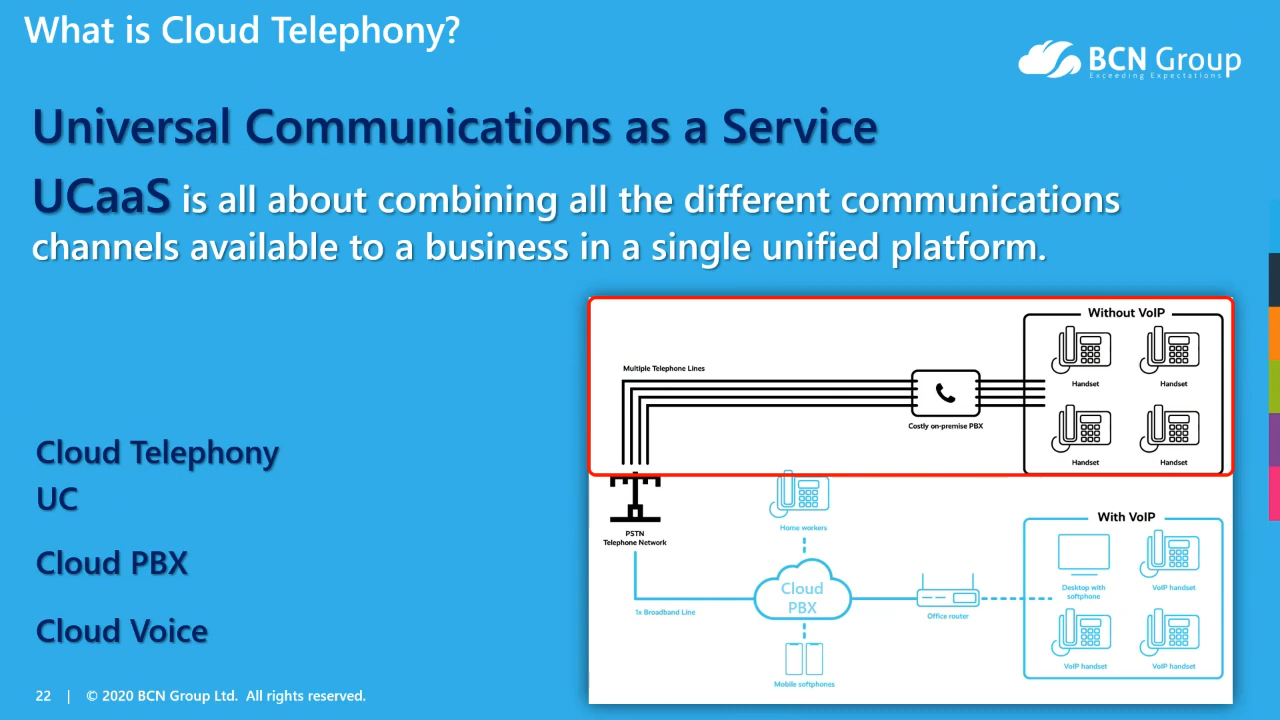 What is Cloud Telephony?
BCN Group
Exceeding Expectations
Universal Communications as a Service
UCaaS is all about combining all the different communications
channels available to a business in a single unified platform.
Without VoIP
Multiple Telephone Lines
Handset
Handset
Costly on-premise PBX
Handset
Handset
Cloud Telephony
UC
Cloud PBX
Cloud Voice
PSTN
Telephone Network
Home workers
With VoIP
Cloud
PBX
1x Broadband Line
Office router
Desktop with
softphone
VoIP handset
VoIP handset
VoIP handset
Mobile softphones
22 | © 2020 BCN Group Ltd. All rights reserved.